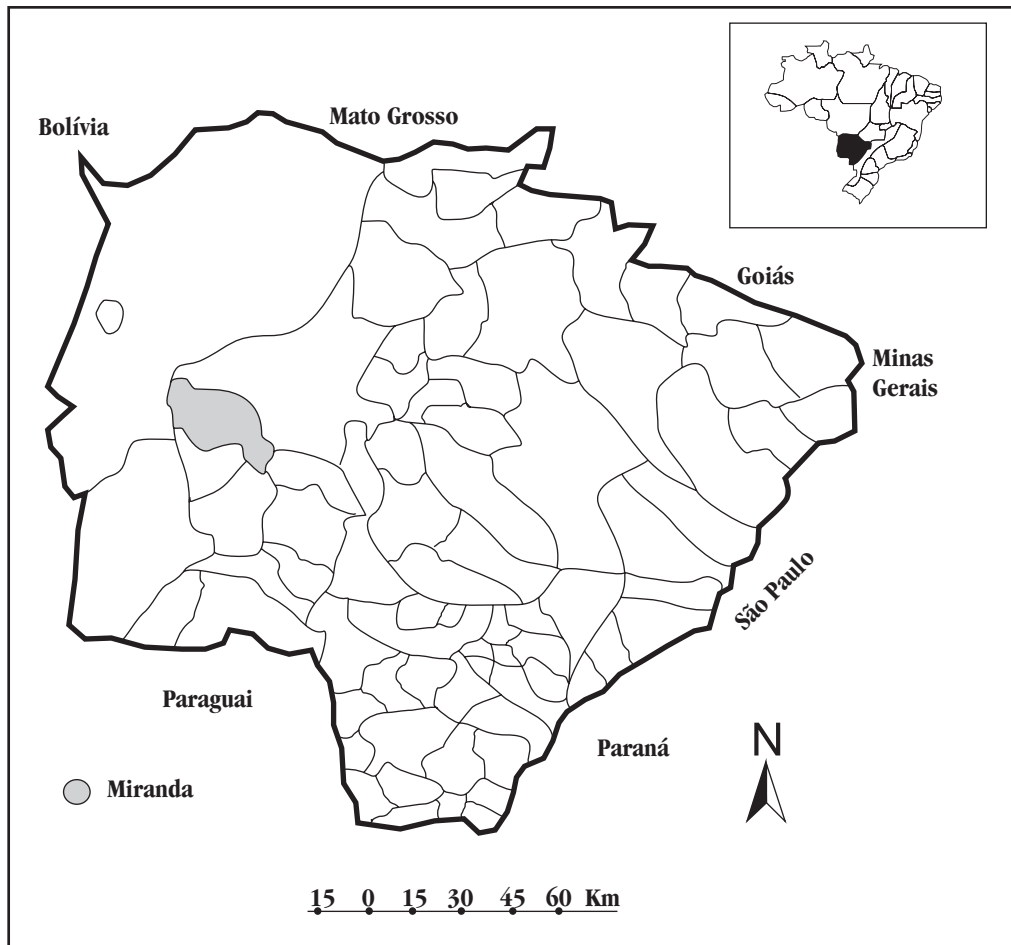 Bolívia
Mato Grosso
Goiás
Minas
Gerais
São Paulo
Paraguai
Paraná
N
Miranda
15 0 15 30 45 60 Km